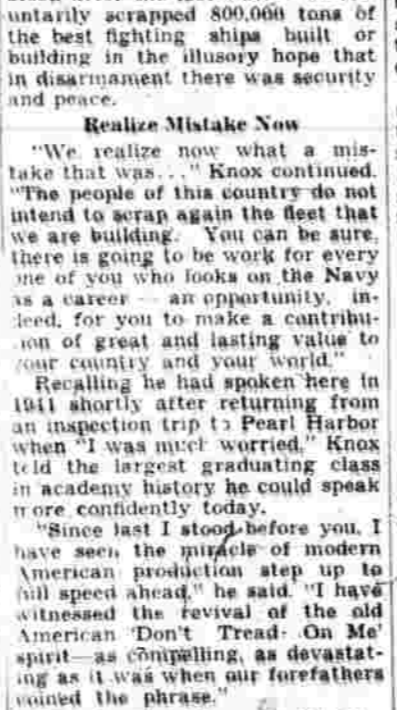 untarily scrapped 800,000 tons of
the best fighting ships built or
building in the illusory hope that
in disarmament there was security
and peace.
Realize Mistake Now
"We realize now what a mis-
take that was..." Knox continued.
"The people of this country do not
intend to scrap again the fleet that
we are building. You can be sure,
there is going to be work for every
one of you who looks on the Navy
as a career — an opportunity, in-
deed, for you to make a contribu-
tion of great and lasting value to
your country and your world."
Recalling he had spoken here in
1941 shortly after returning from
an inspection trip to Pearl Harbor
when "I was much worried," Knox
told the largest graduating class
in academy history he could speak
more confidently today.
"Since last I stood before you, I
have seen the miracle of modern
American production step up to
full speed ahead," he said. "I have
witnessed the revival of the old
American 'Don't Tread On Me'
spirit—as compelling, as devastat-
ing as it was when our forefathers
coined the phrase."